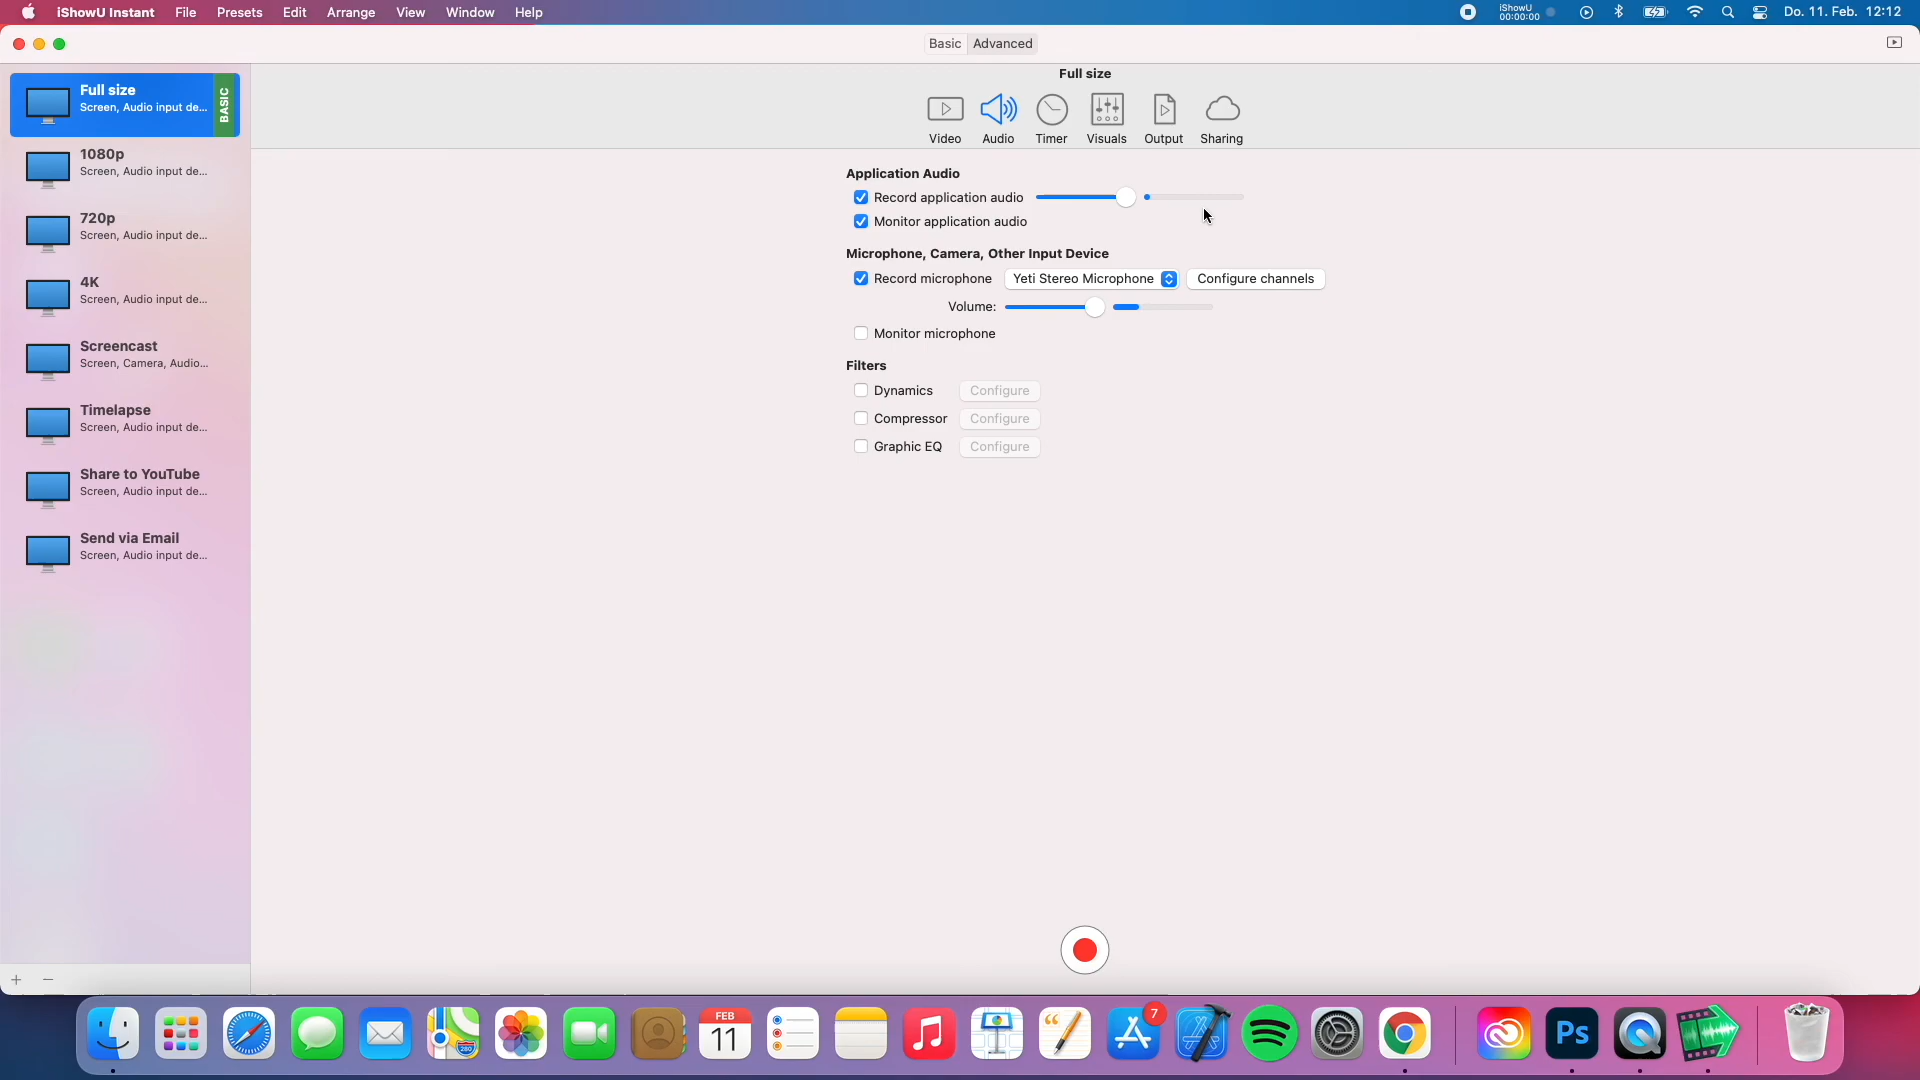 iShowU Instant File Presets Edit Arrange View Window Help iShowU 00:00:00 Do. 11. Feb. 12:12
Basic Advanced
Full size
Screen, Audio input de...
BASIC
1080p
Screen, Audio input de...
720p
Screen, Audio input de...
4K
Screen, Audio input de...
Screencast
Screen, Camera, Audio...
Timelapse
Screen, Audio input de...
Share to YouTube
Screen, Audio input de...
Send via Email
Screen, Audio input de...
Full size
Video Audio Timer Visuals Output Sharing
Application Audio
Record application audio
Monitor application audio
Microphone, Camera, Other Input Device
Record microphone Yeti Stereo Microphone Configure channels
Volume:
Monitor microphone
Filters
Dynamics Configure
Compressor Configure
Graphic EQ Configure
+ −
FEB
11
280
7
Ps